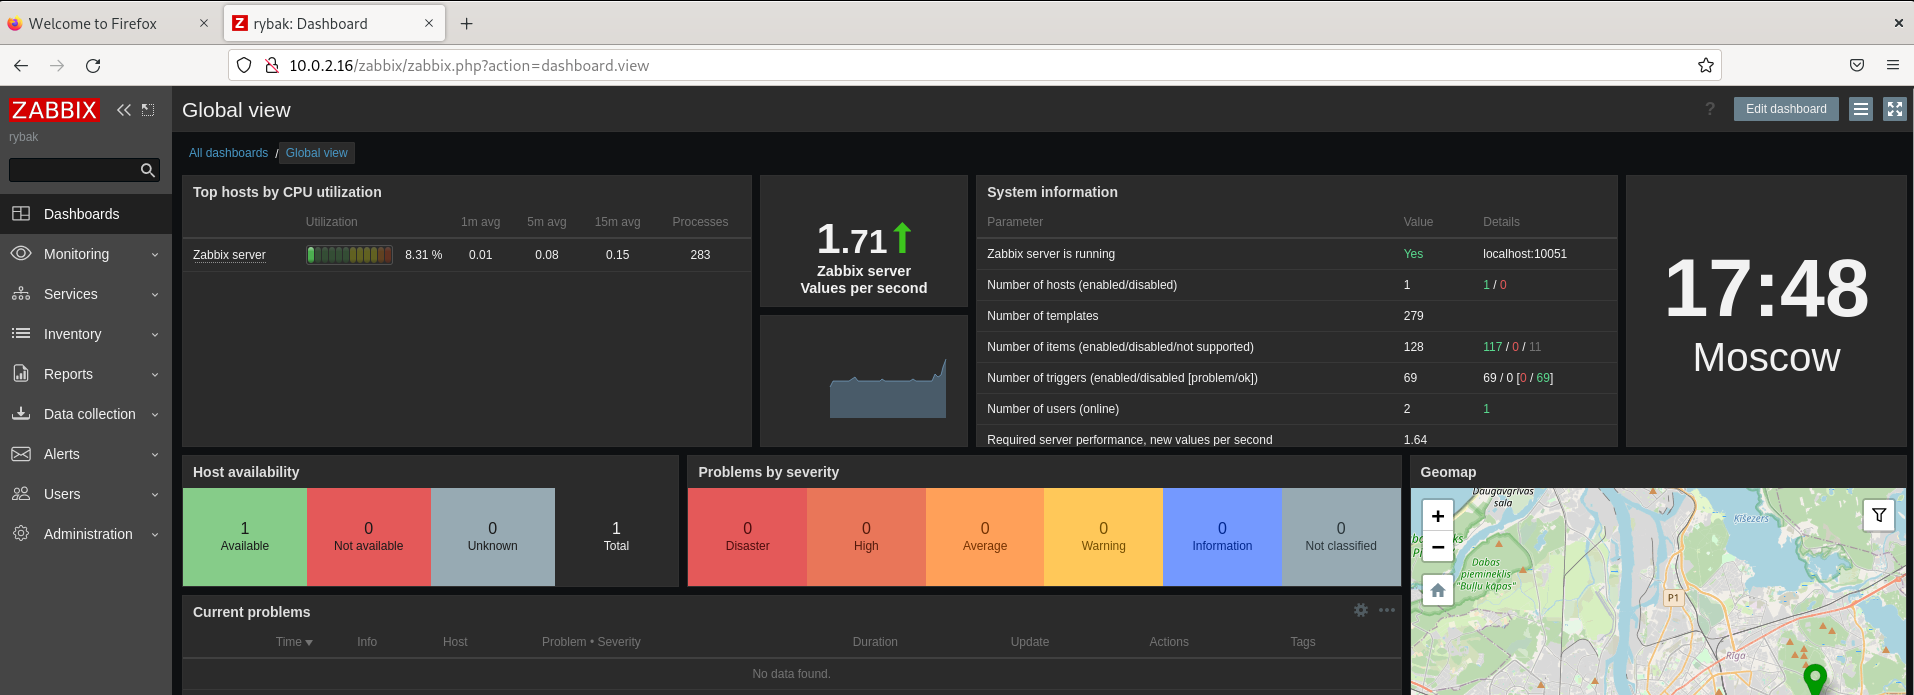 Welcome to Firefox
rybak: Dashboard
10.0.2.16/zabbix/zabbix.php?action=dashboard.view
ZABBIX
rybak
Dashboards
Monitoring
Services
Inventory
Reports
Data collection
Alerts
Users
Administration
Global view
? Edit dashboard
All dashboards / Global view
Top hosts by CPU utilization
Utilization 1m avg 5m avg 15m avg Processes
Zabbix server 8.31 % 0.01 0.08 0.15 283
1.71
Zabbix server
Values per second
System information
Parameter Value Details
Zabbix server is running Yes localhost:10051
Number of hosts (enabled/disabled) 1 1 / 0
Number of templates 279
Number of items (enabled/disabled/not supported) 128 117 / 0 / 11
Number of triggers (enabled/disabled [problem/ok]) 69 69 / 0 [0 / 69]
Number of users (online) 2 1
Required server performance, new values per second 1.64
17:48
Moscow
Host availability
1 Available
0 Not available
0 Unknown
1 Total
Problems by severity
0 Disaster
0 High
0 Average
0 Warning
0 Information
0 Not classified
Geomap
+
−
Daugavgrīvas
sala
Ķīšezers
Dabas
piemineklis
"Buļļu kāpas"
P1
Rīga
Current problems
Time Info Host Problem • Severity Duration Update Actions Tags
No data found.